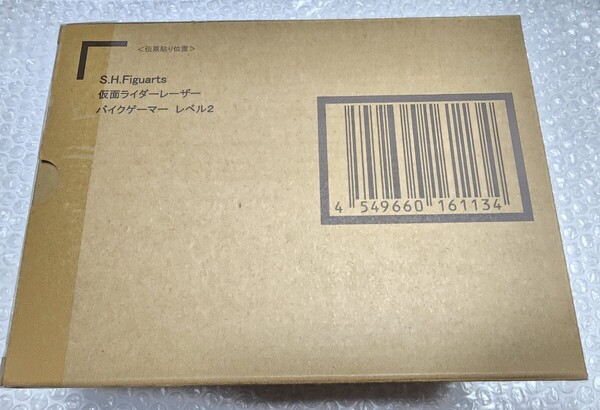 <伝票貼り位置>
S.H.Figuarts
仮面ライダーレーザー
バイクゲーマー レベル2
4 549660 161134